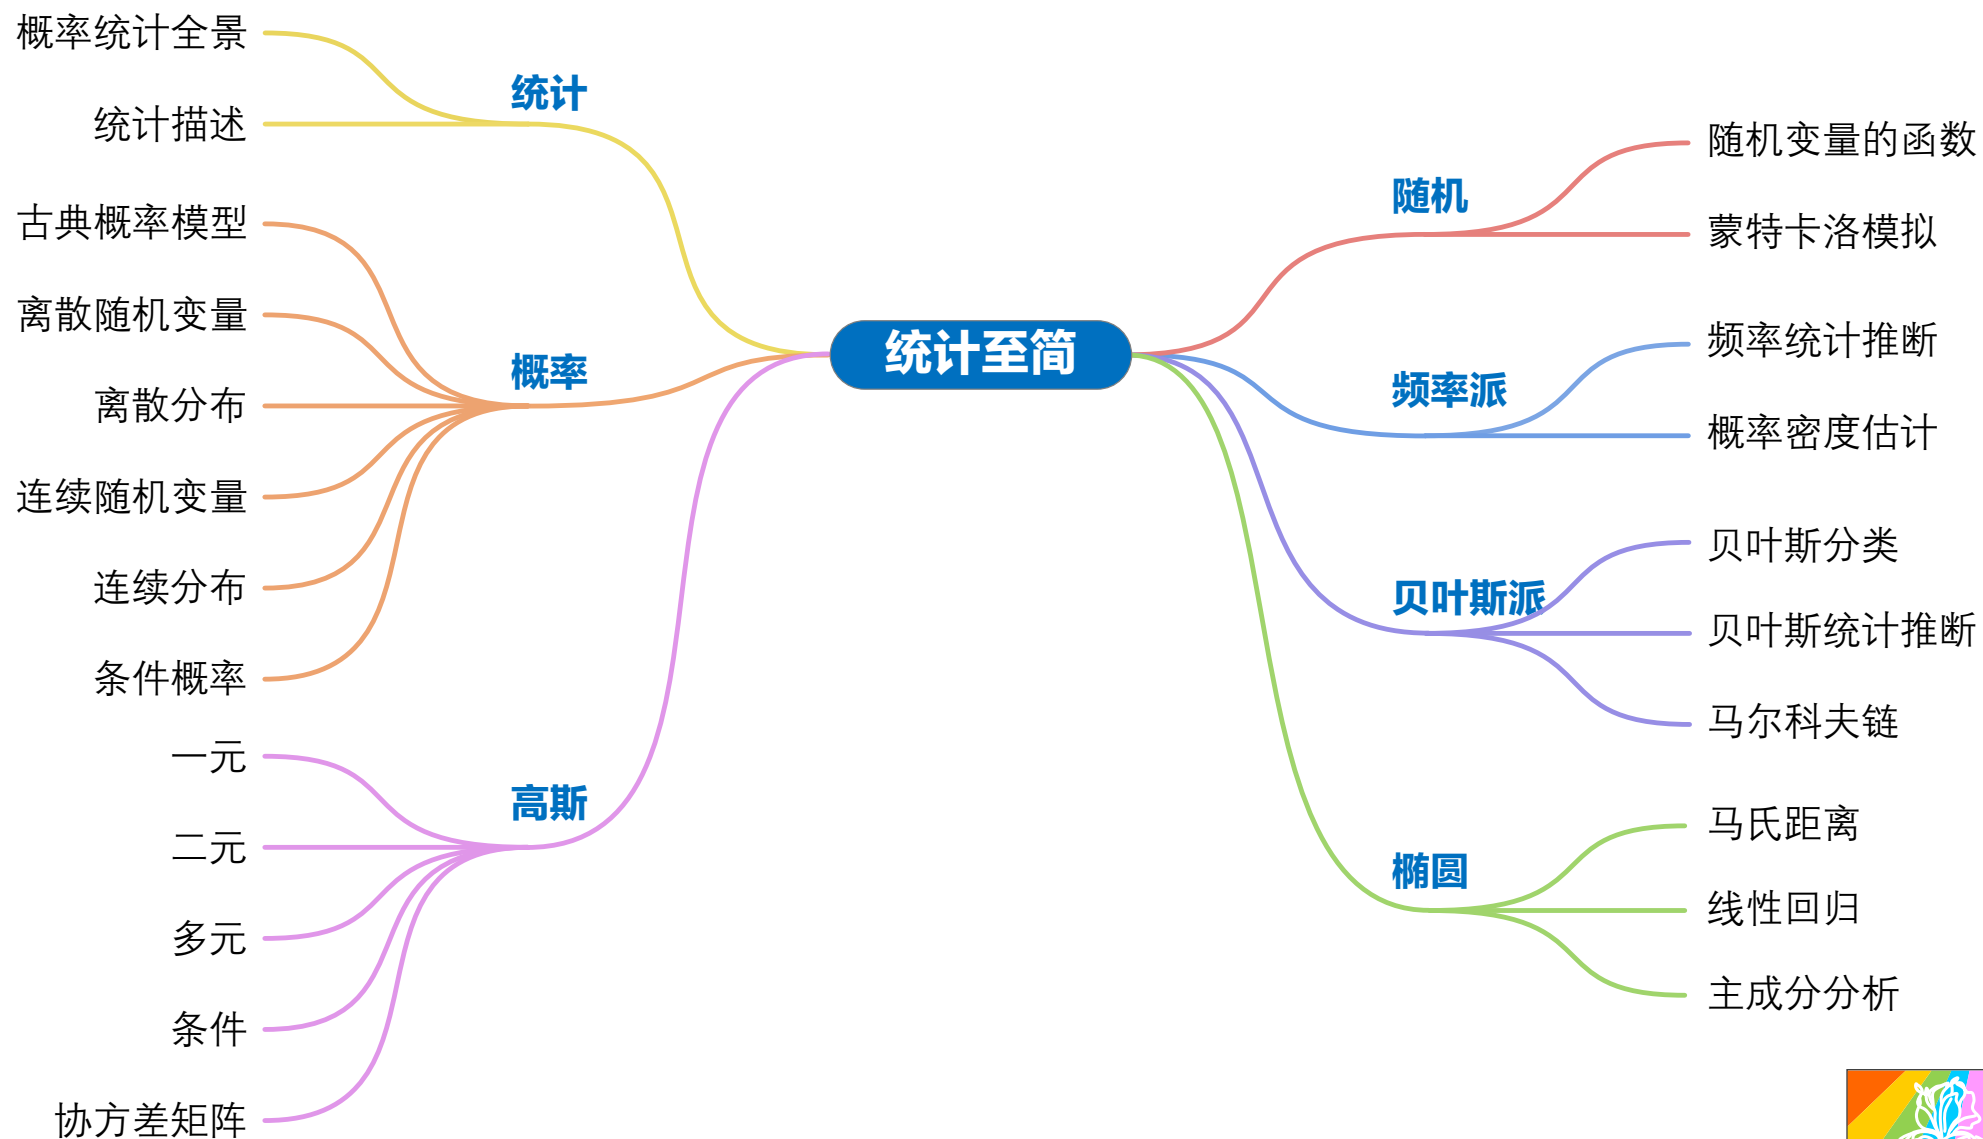 统计至简
统计
概率统计全景
统计描述
概率
古典概率模型
离散随机变量
离散分布
连续随机变量
连续分布
条件概率
高斯
一元
二元
多元
条件
协方差矩阵
随机
随机变量的函数
蒙特卡洛模拟
频率派
频率统计推断
概率密度估计
贝叶斯派
贝叶斯分类
贝叶斯统计推断
马尔科夫链
椭圆
马氏距离
线性回归
主成分分析